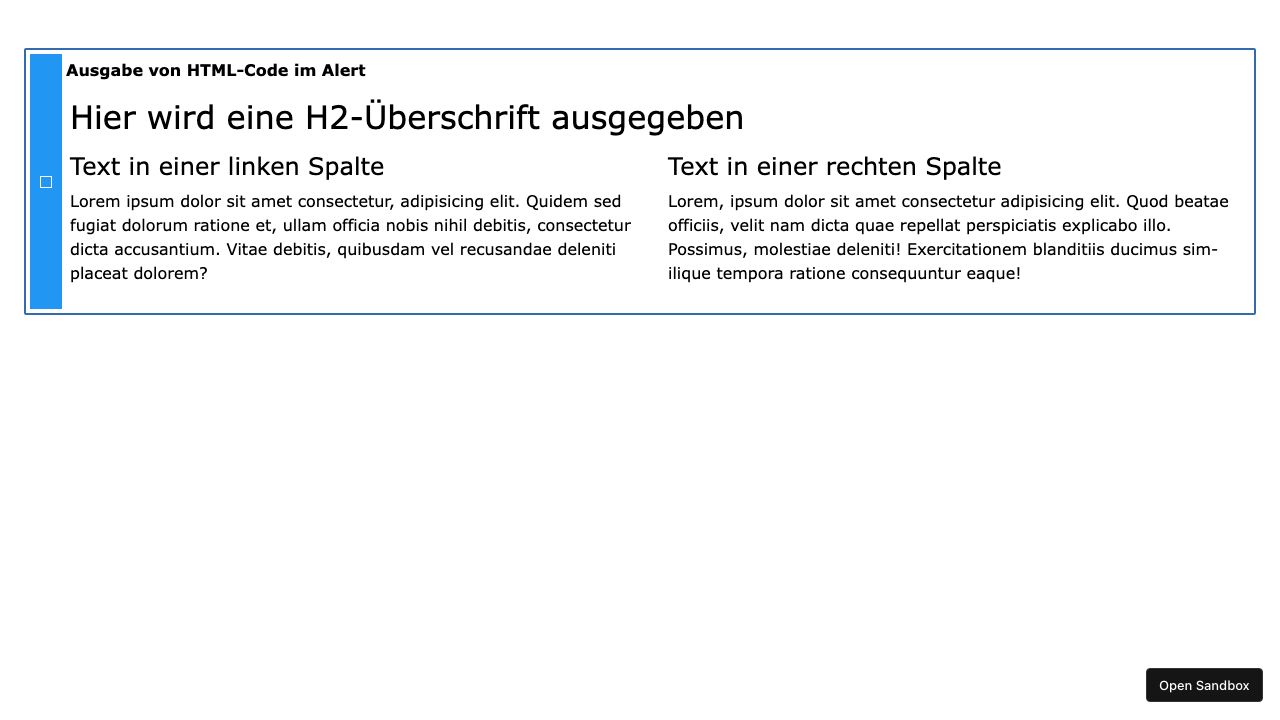 Ausgabe von HTML-Code im Alert
Hier wird eine H2-Überschrift ausgegeben
Text in einer linken Spalte
Lorem ipsum dolor sit amet consectetur, adipisicing elit. Quidem sed
fugiat dolorum ratione et, ullam officia nobis nihil debitis, consectetur
dicta accusantium. Vitae debitis, quibusdam vel recusandae deleniti
placeat dolorem?
Text in einer rechten Spalte
Lorem, ipsum dolor sit amet consectetur adipisicing elit. Quod beatae
officiis, velit nam dicta quae repellat perspiciatis explicabo illo.
Possimus, molestiae deleniti! Exercitationem blanditiis ducimus sim-
ilique tempora ratione consequuntur eaque!
Open Sandbox